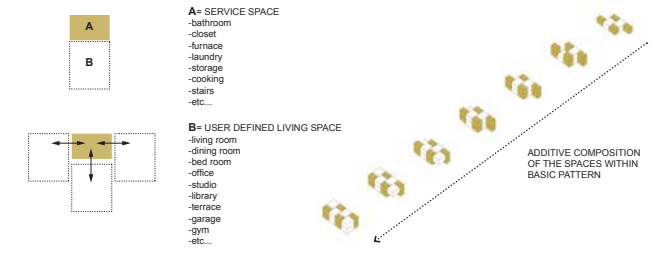 A
B
A= SERVICE SPACE
-bathroom
-closet
-furnace
-laundry
-storage
-cooking
-stairs
-etc...
B= USER DEFINED LIVING SPACE
-living room
-dining room
-bed room
-office
-studio
-library
-terrace
-garage
-gym
-etc...
ADDITIVE COMPOSITION
OF THE SPACES WITHIN
BASIC PATTERN